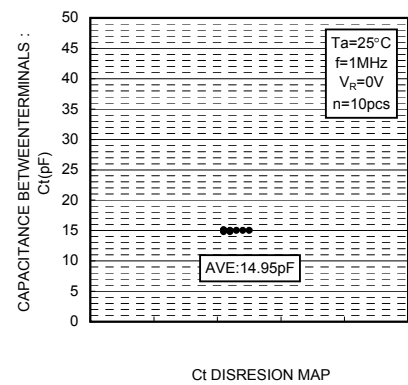 50
45
40
35
30
25
20
15
10
5
0
CAPACITANCE BETWEENTERMINALS :
Ct(pF)
Ta=25°C
f=1MHz
VR=0V
n=10pcs
AVE:14.95pF
Ct DISRESION MAP